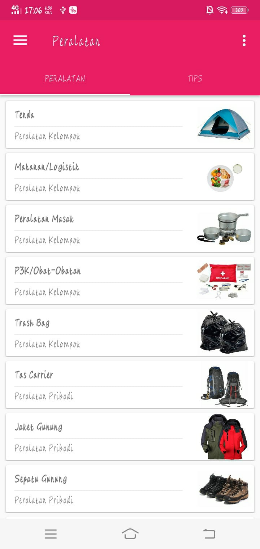 17.06
Peralatan
PERALATAN
TIPS
Tenda
Peralatan Kelompok
Makanan/Logistik
Peralatan Kelompok
Peralatan Masak
Peralatan Kelompok
P3K/Obat-Obatan
Peralatan Kelompok
Trash Bag
Peralatan Kelompok
Tas Carrier
Peralatan Pribadi
Jaket Gunung
Peralatan Pribadi
Sepatu Gunung
Peralatan Pribadi